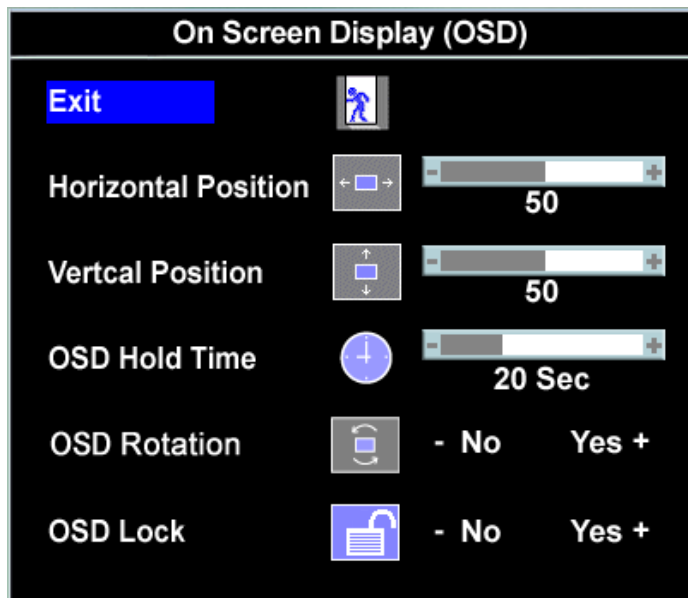 On Screen Display (OSD)
Exit
Horizontal Position - +
50
Vertcal Position - +
50
OSD Hold Time - +
20 Sec
OSD Rotation - No Yes +
OSD Lock - No Yes +